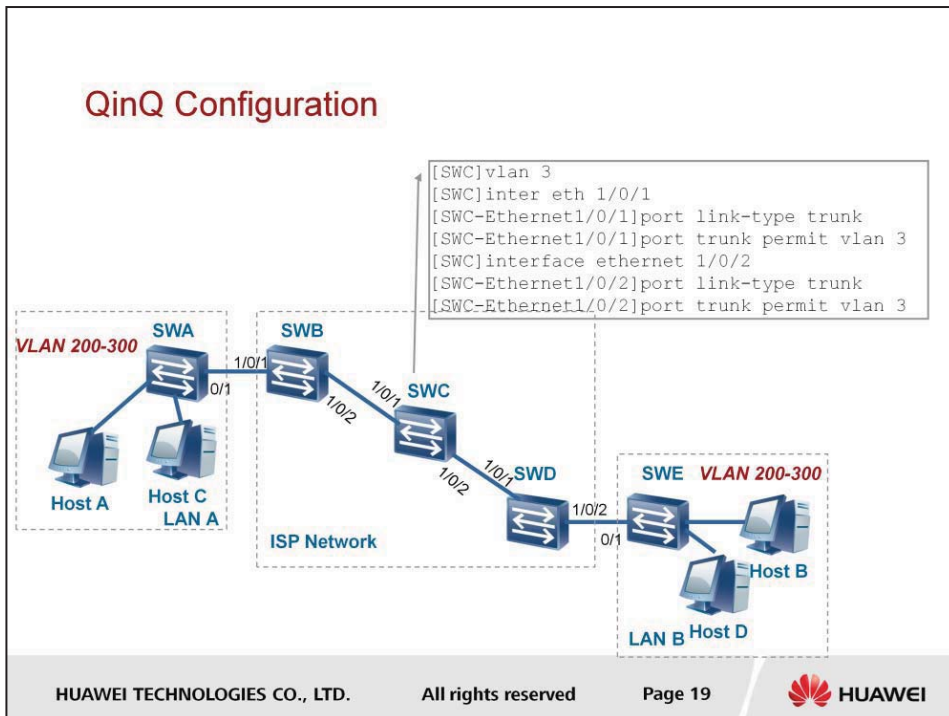 QinQ Configuration
[SWC]vlan 3
[SWC]inter eth 1/0/1
[SWC-Ethernet1/0/1]port link-type trunk
[SWC-Ethernet1/0/1]port trunk permit vlan 3
[SWC]interface ethernet 1/0/2
[SWC-Ethernet1/0/2]port link-type trunk
[SWC-Ethernet1/0/2]port trunk permit vlan 3
SWA
SWB
VLAN 200-300
1/0/1
0/1
SWC
1/0/1
1/0/2
Host A
Host C
LAN A
1/0/1
1/0/2
SWD
SWE
VLAN 200-300
1/0/2
0/1
ISP Network
Host B
Host D
LAN B
HUAWEI TECHNOLOGIES CO., LTD.
All rights reserved
Page 19
HUAWEI